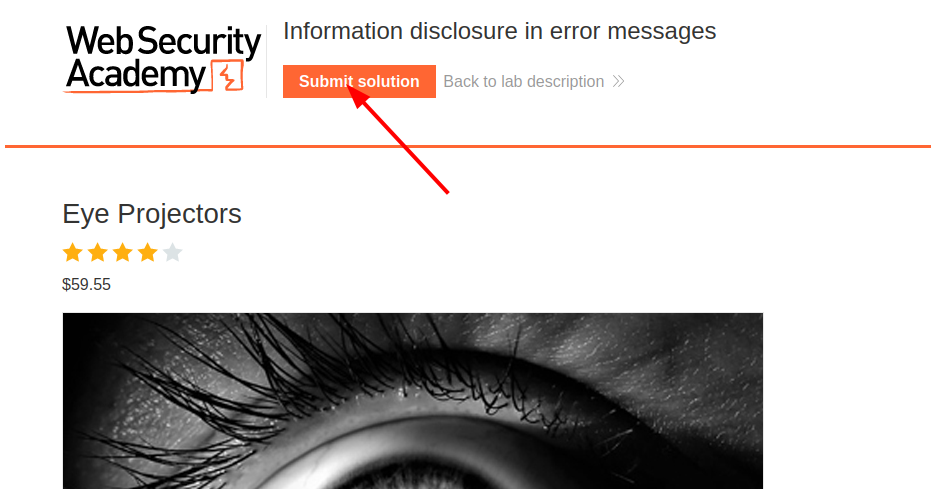 Web Security
Academy
Information disclosure in error messages
Submit solution
Back to lab description
Eye Projectors
$59.55